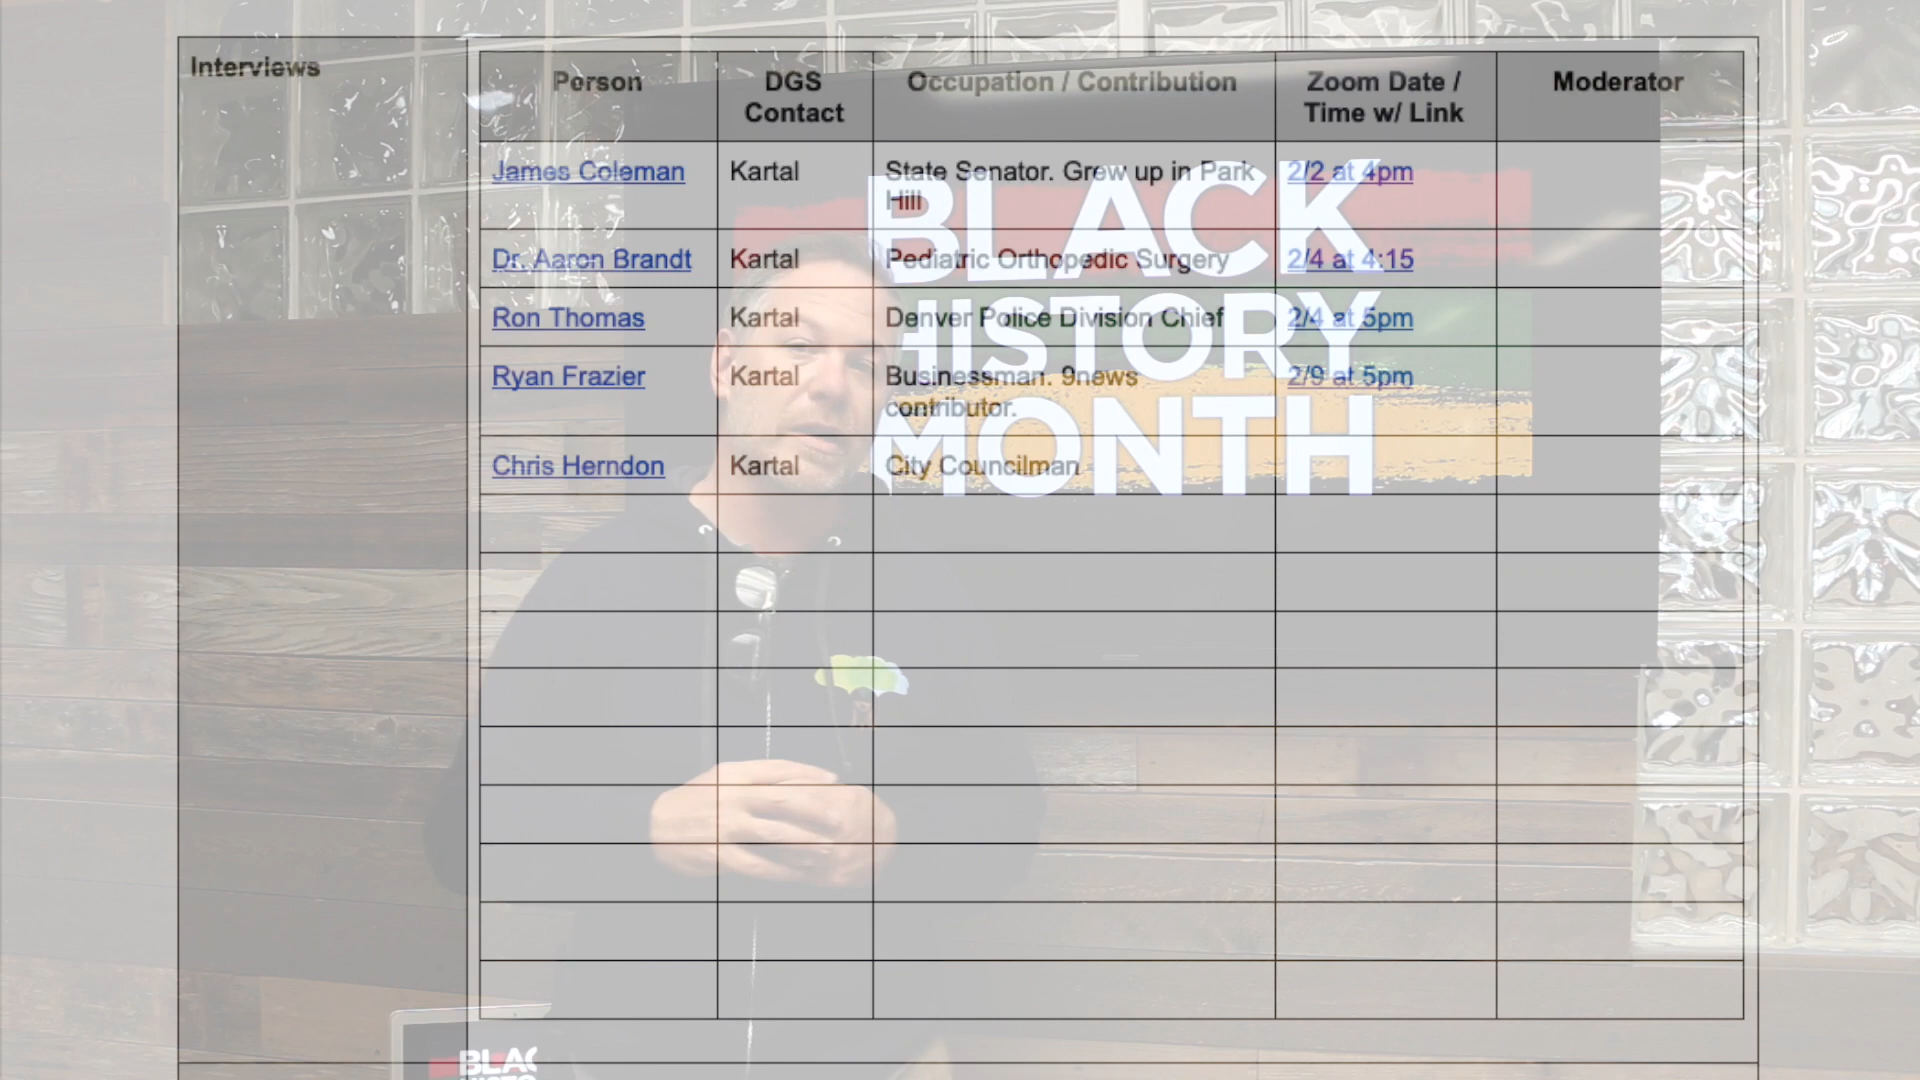 Interviews
Person
DGS
Contact
Occupation / Contribution
Zoom Date /
Time w/ Link
Moderator
James Coleman
Kartal
State Senator. Grew up in Park
Hill
2/2 at 4pm
Dr. Aaron Brandt
Kartal
Pediatric Orthopedic Surgery
2/4 at 4:15
Ron Thomas
Kartal
Denver Police Division Chief
2/4 at 5pm
Ryan Frazier
Kartal
Businessman. 9news
contributor.
2/9 at 5pm
Chris Herndon
Kartal
City Councilman
BLACK
HISTORY
MONTH
BLAC